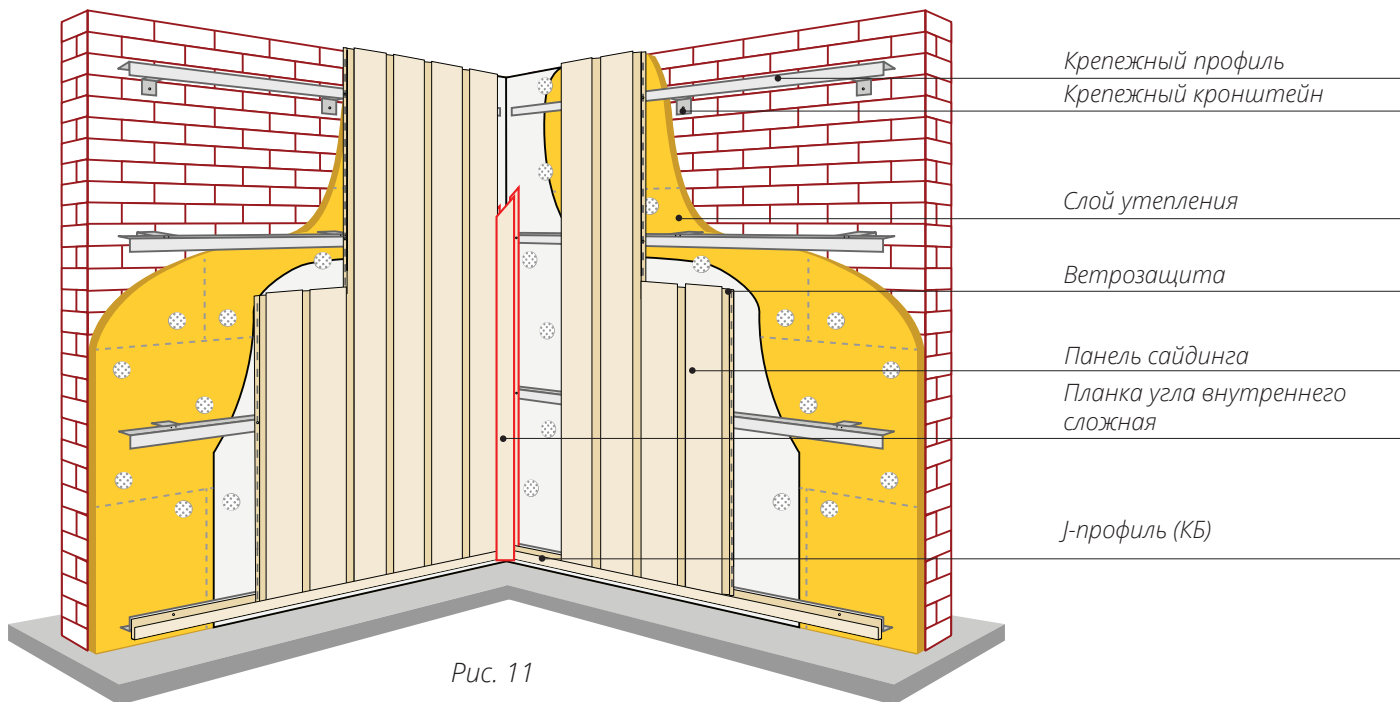 Крепежный профиль
Крепежный кронштейн
Слой утепления
Ветрозащита
Панель сайдинга
Планка угла внутреннего
сложная
J-профиль (КБ)
Рис. 11